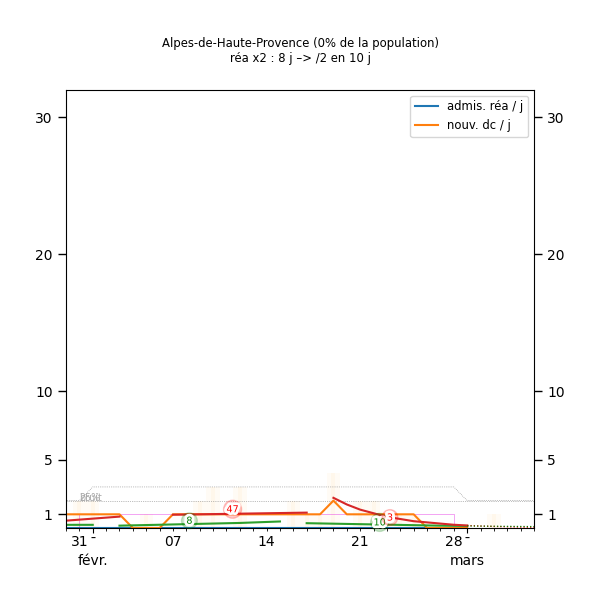 Alpes-de-Haute-Provence (0% de la population)
réa x2 : 8 j –> /2 en 10 j
admis. réa / j
nouv. dc / j
30 30
20 20
10 10
5 5
1 1
47
8
10 3
31 07 14 21 28
févr. mars